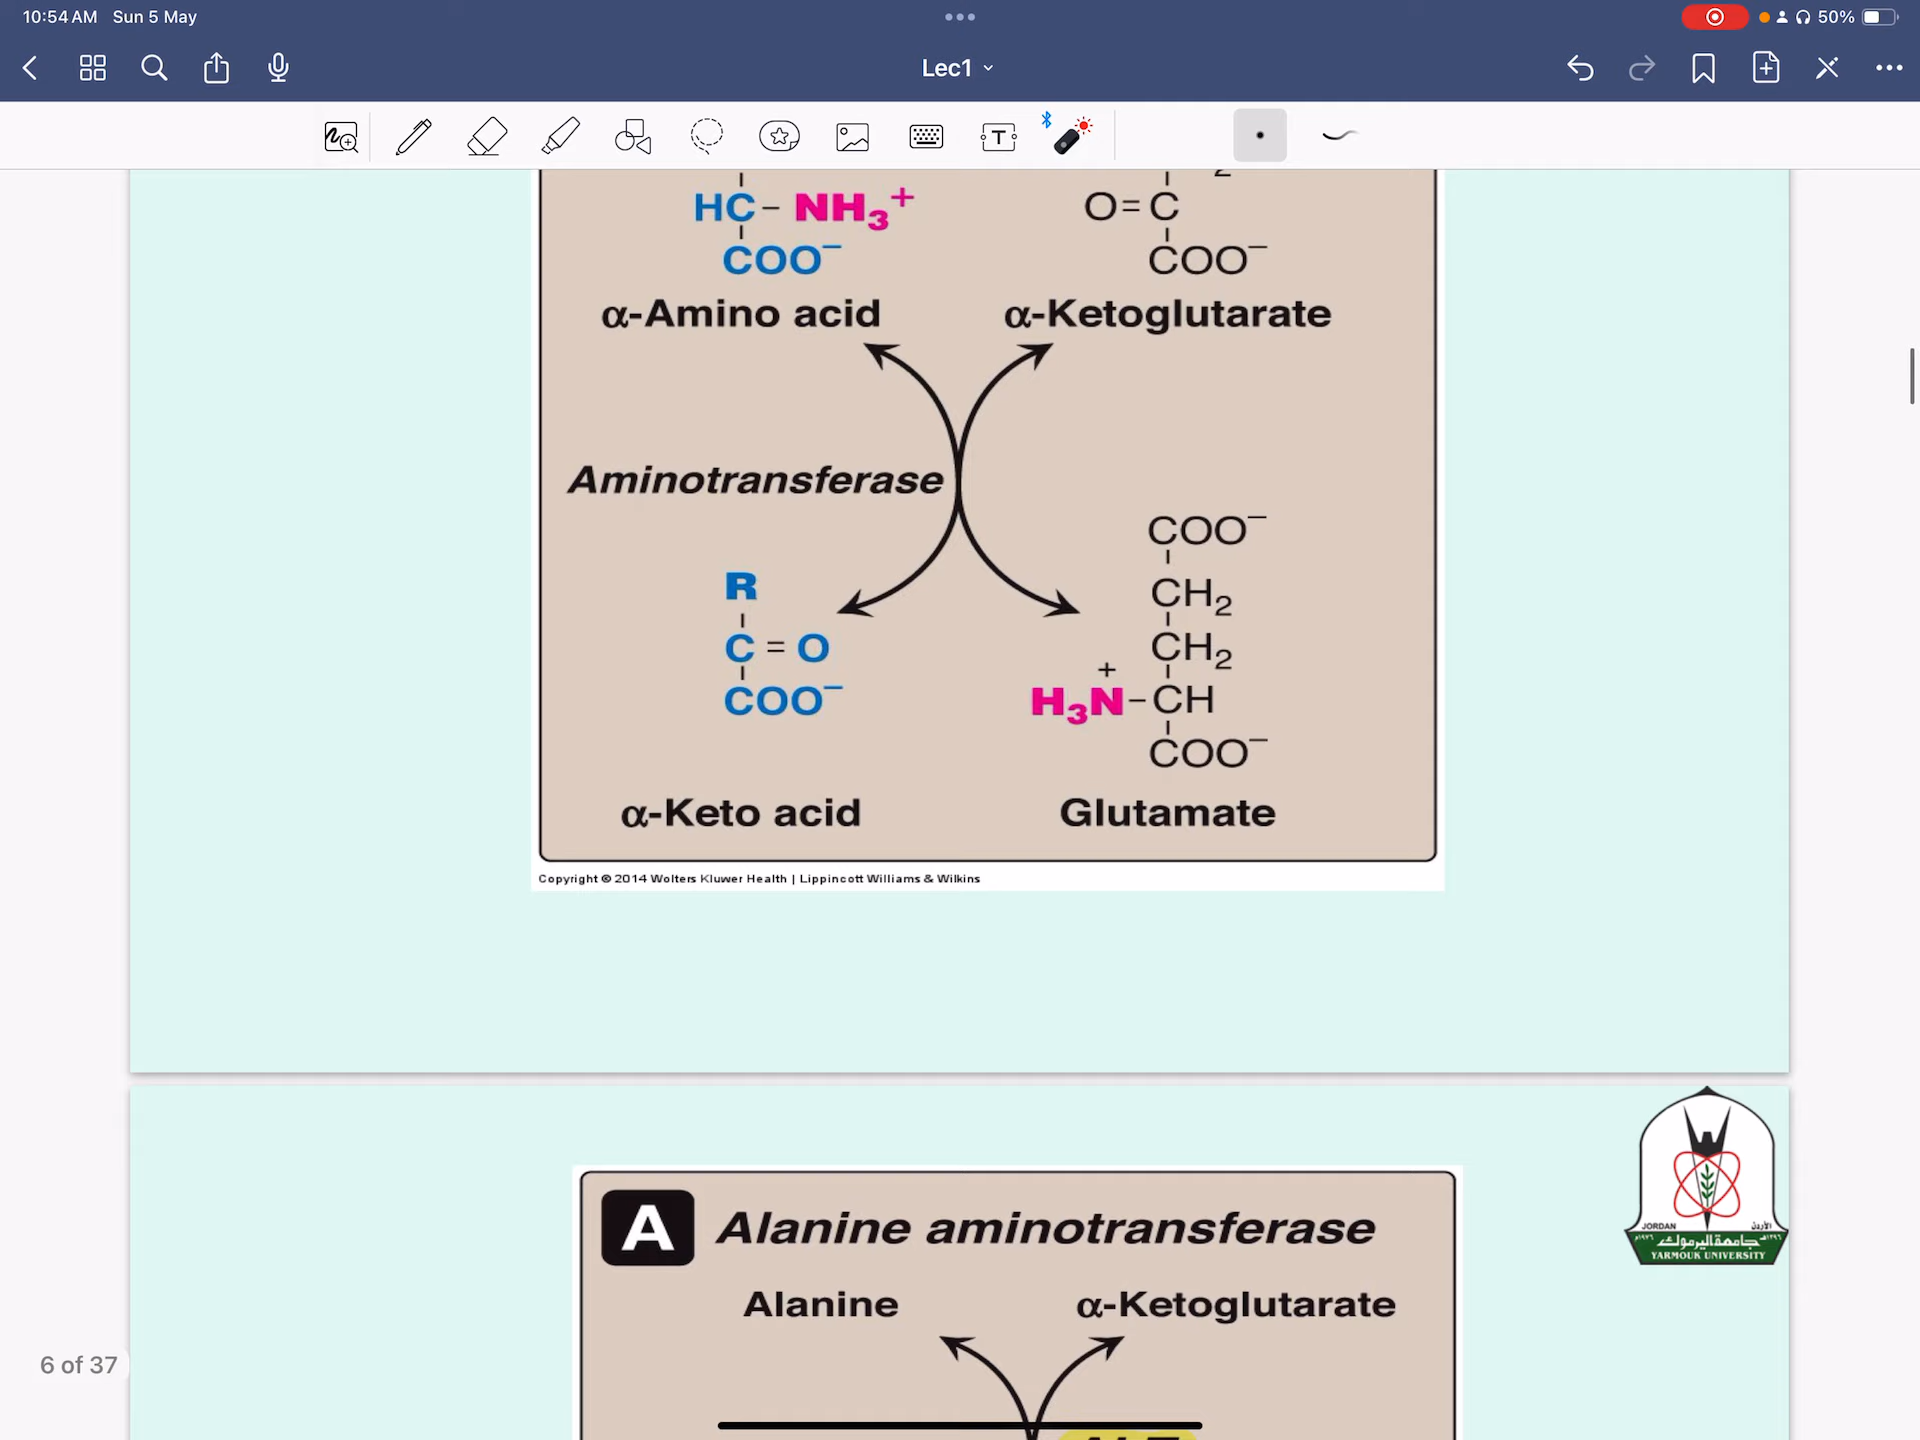 10:54 AM Sun 5 May
50%
Lec1
T
HC – NH3+
COO–
O=C
COO–
α-Amino acid
α-Ketoglutarate
Aminotransferase
R
C = O
COO–
COO–
CH2
CH2
+
H3N–CH
COO–
α-Keto acid
Glutamate
Copyright © 2014 Wolters Kluwer Health | Lippincott Williams & Wilkins
A Alanine aminotransferase
Alanine
α-Ketoglutarate
JORDAN
الأردن
جامعة اليرموك
YARMOUK UNIVERSITY
6 of 37